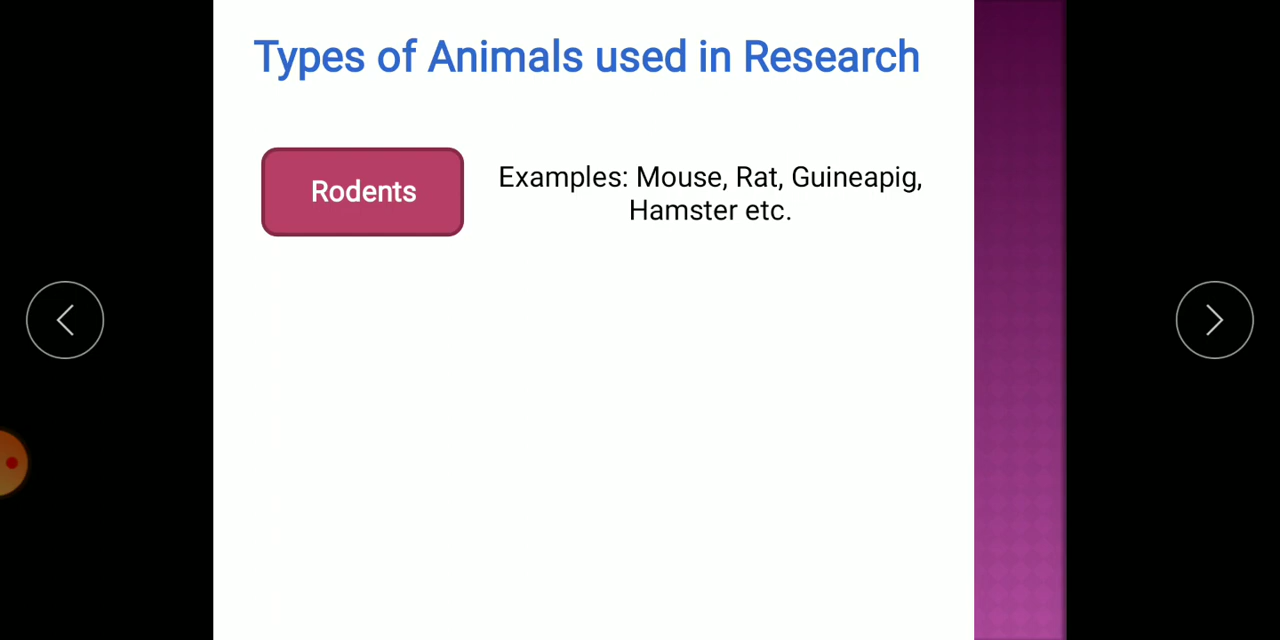 Types of Animals used in Research
Rodents
Examples: Mouse, Rat, Guineapig,
Hamster etc.